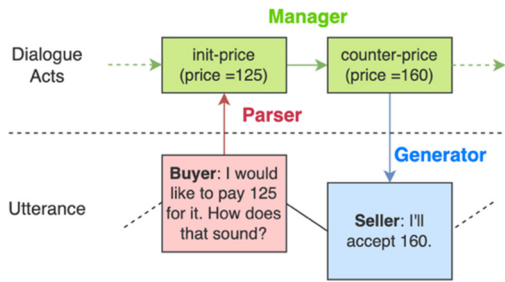 Manager
Dialogue
Acts
init-price
(price =125)
counter-price
(price =160)
Parser
Generator
Utterance
Buyer: I would
like to pay 125
for it. How does
that sound?
Seller: I'll
accept 160.